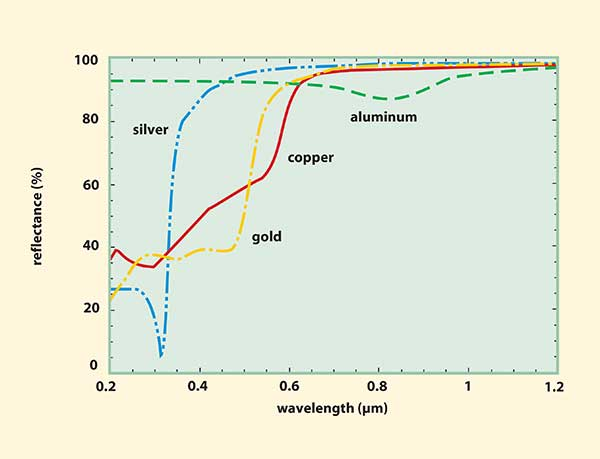 100
80
60
40
20
0
reflectance (%)
silver
aluminum
copper
gold
0.2 0.4 0.6 0.8 1 1.2
wavelength (µm)